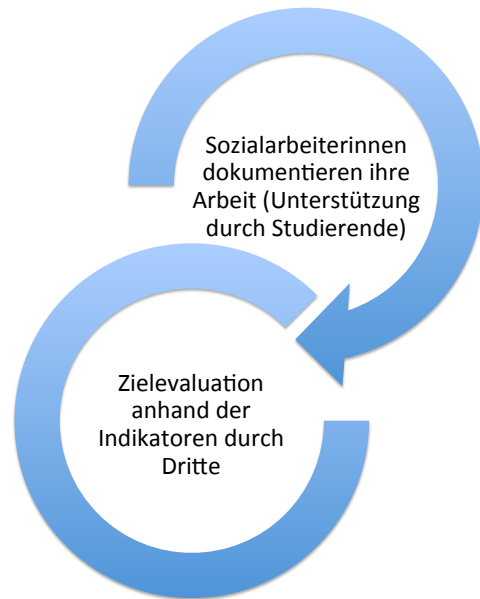 Sozialarbeiterinnen
dokumentieren ihre
Arbeit (Unterstützung
durch Studierende)
Zielevaluation
anhand der
Indikatoren durch
Dritte